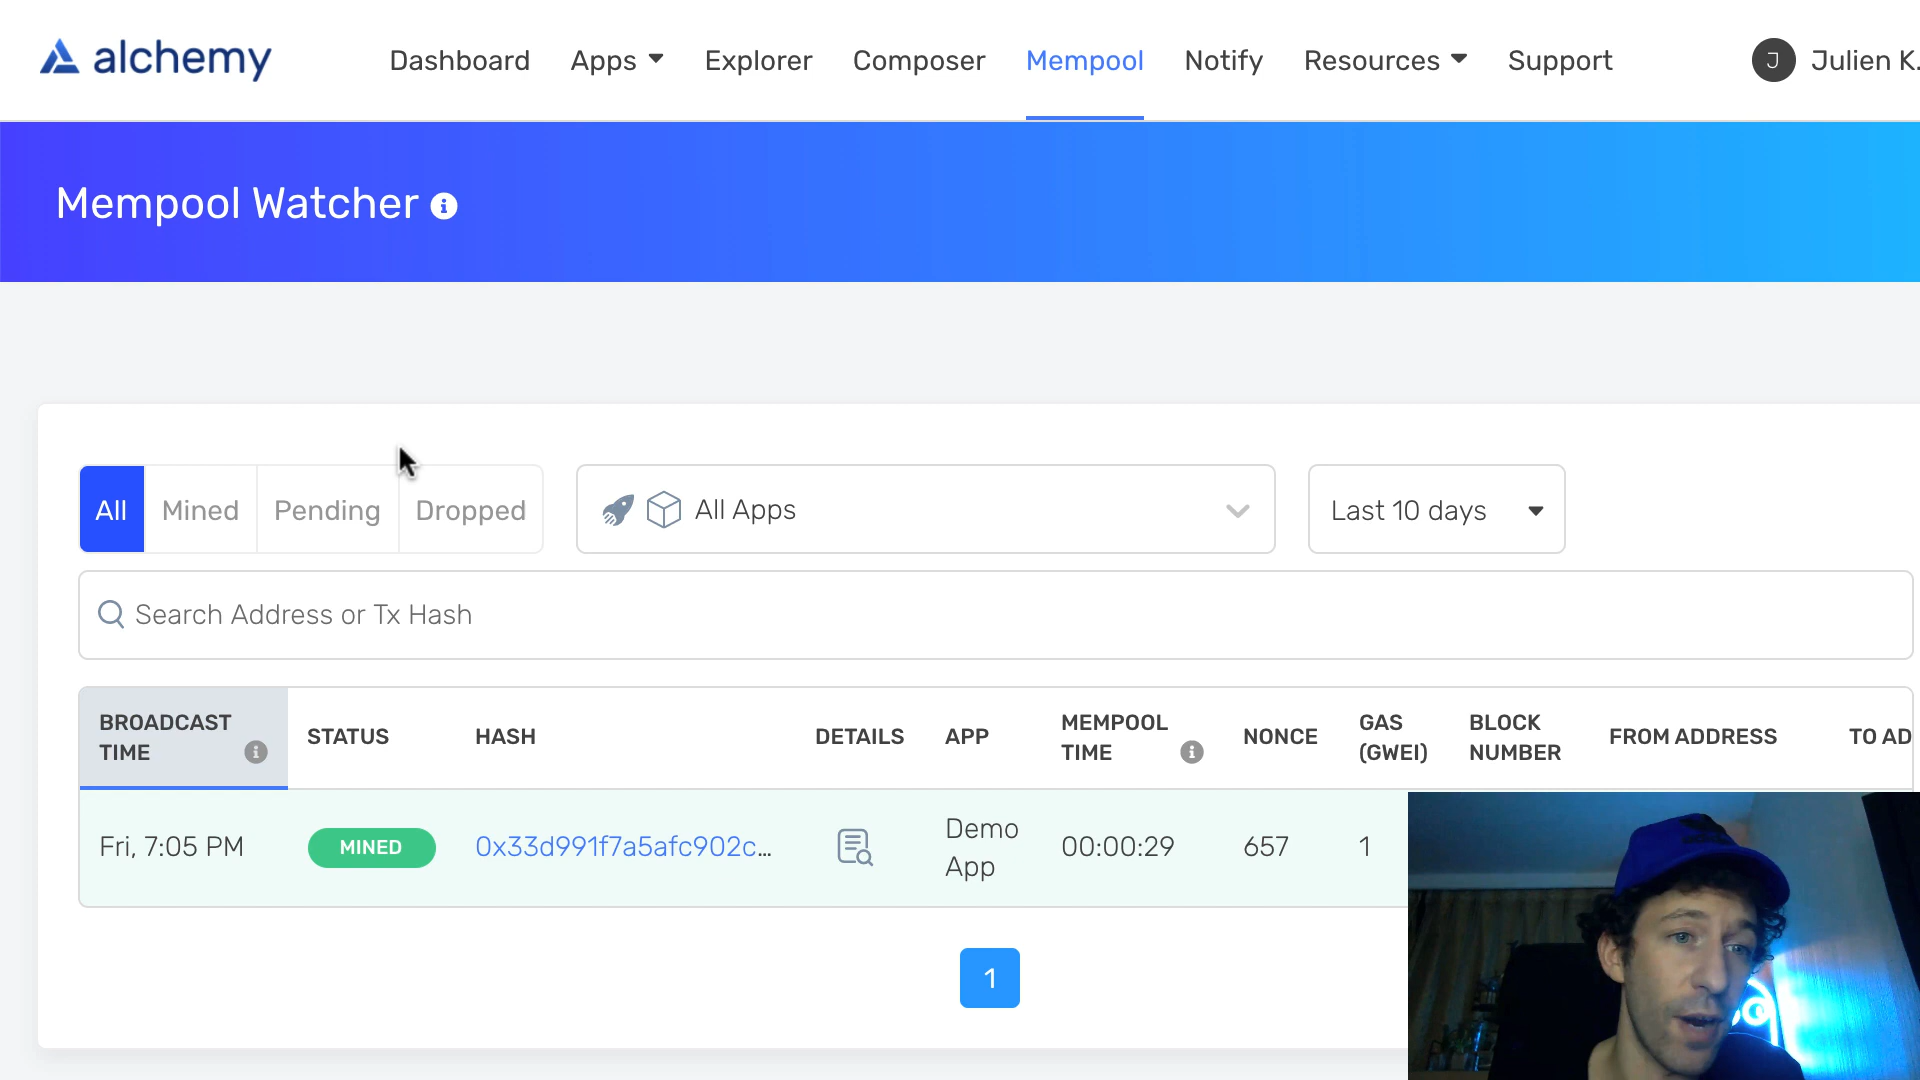 alchemy
Dashboard Apps Explorer Composer Mempool Notify Resources Support J Julien K.
Mempool Watcher
All Mined Pending Dropped All Apps Last 10 days
Search Address or Tx Hash
BROADCAST TIME STATUS HASH DETAILS APP MEMPOOL TIME NONCE GAS (GWEI) BLOCK NUMBER FROM ADDRESS TO AD
Fri, 7:05 PM MINED 0x33d991f7a5afc902c... Demo App 00:00:29 657 1
1